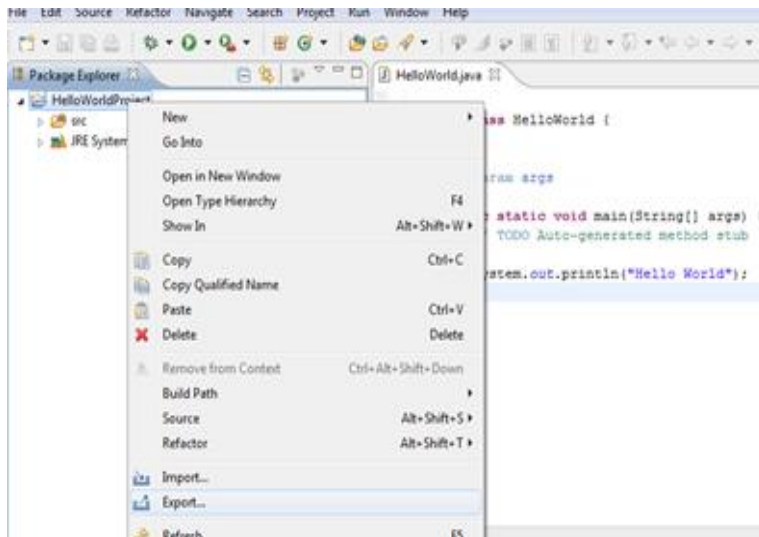 File Edit Source Refactor Navigate Search Project Run Window Help
Package Explorer
HelloWorld.java
HelloWorldProject
src
JRE System
New
Go Into
Open in New Window
Open Type Hierarchy F4
Show In Alt+Shift+W
Copy Ctrl+C
Copy Qualified Name
Paste Ctrl+V
Delete Delete
Remove from Context Ctrl+Alt+Shift+Down
Build Path
Source Alt+Shift+S
Refactor Alt+Shift+T
Import...
Export...
Refresh F5
ss HelloWorld {
ram args
static void main(String[] args) {
TODO Auto-generated method stub
ystem.out.println("Hello World");